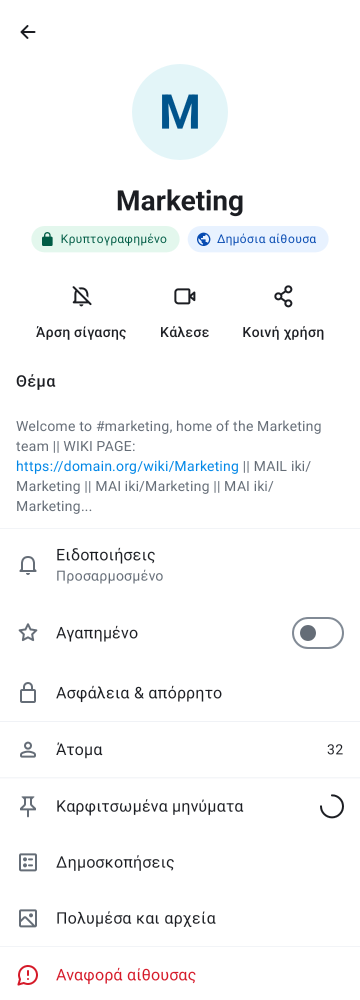 M
Marketing
Κρυπτογραφημένο
Δημόσια αίθουσα
Άρση σίγασης
Κάλεσε
Κοινή χρήση
Θέμα
Welcome to #marketing, home of the Marketing
team || WIKI PAGE:
https://domain.org/wiki/Marketing || MAIL iki/
Marketing || MAI iki/Marketing || MAI iki/
Marketing...
Ειδοποιήσεις
Προσαρμοσμένο
Αγαπημένο
Ασφάλεια & απόρρητο
Άτομα 32
Καρφιτσωμένα μηνύματα
Δημοσκοπήσεις
Πολυμέσα και αρχεία
Αναφορά αίθουσας